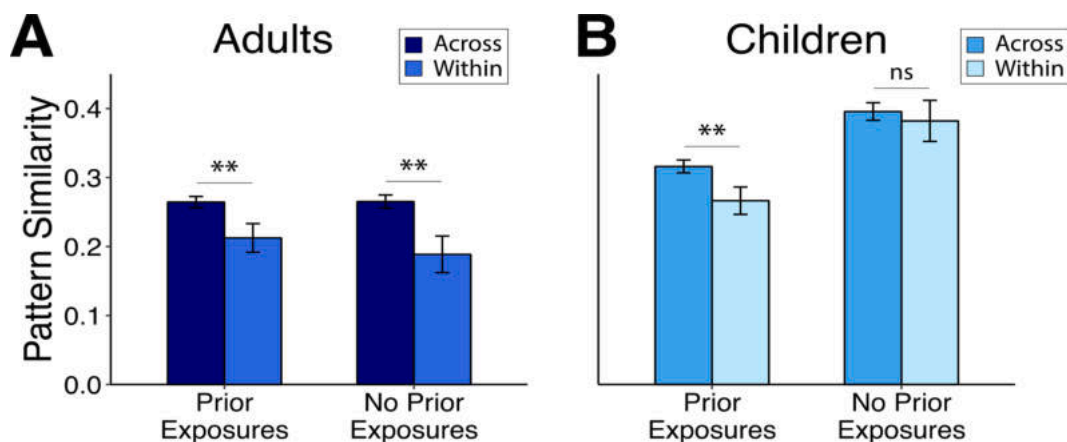 A
Adults
Across
Within
Pattern Similarity
0.4
0.3
0.2
0.1
0.0
**
**
Prior
Exposures
No Prior
Exposures
B
Children
Across
Within
**
ns
Prior
Exposures
No Prior
Exposures